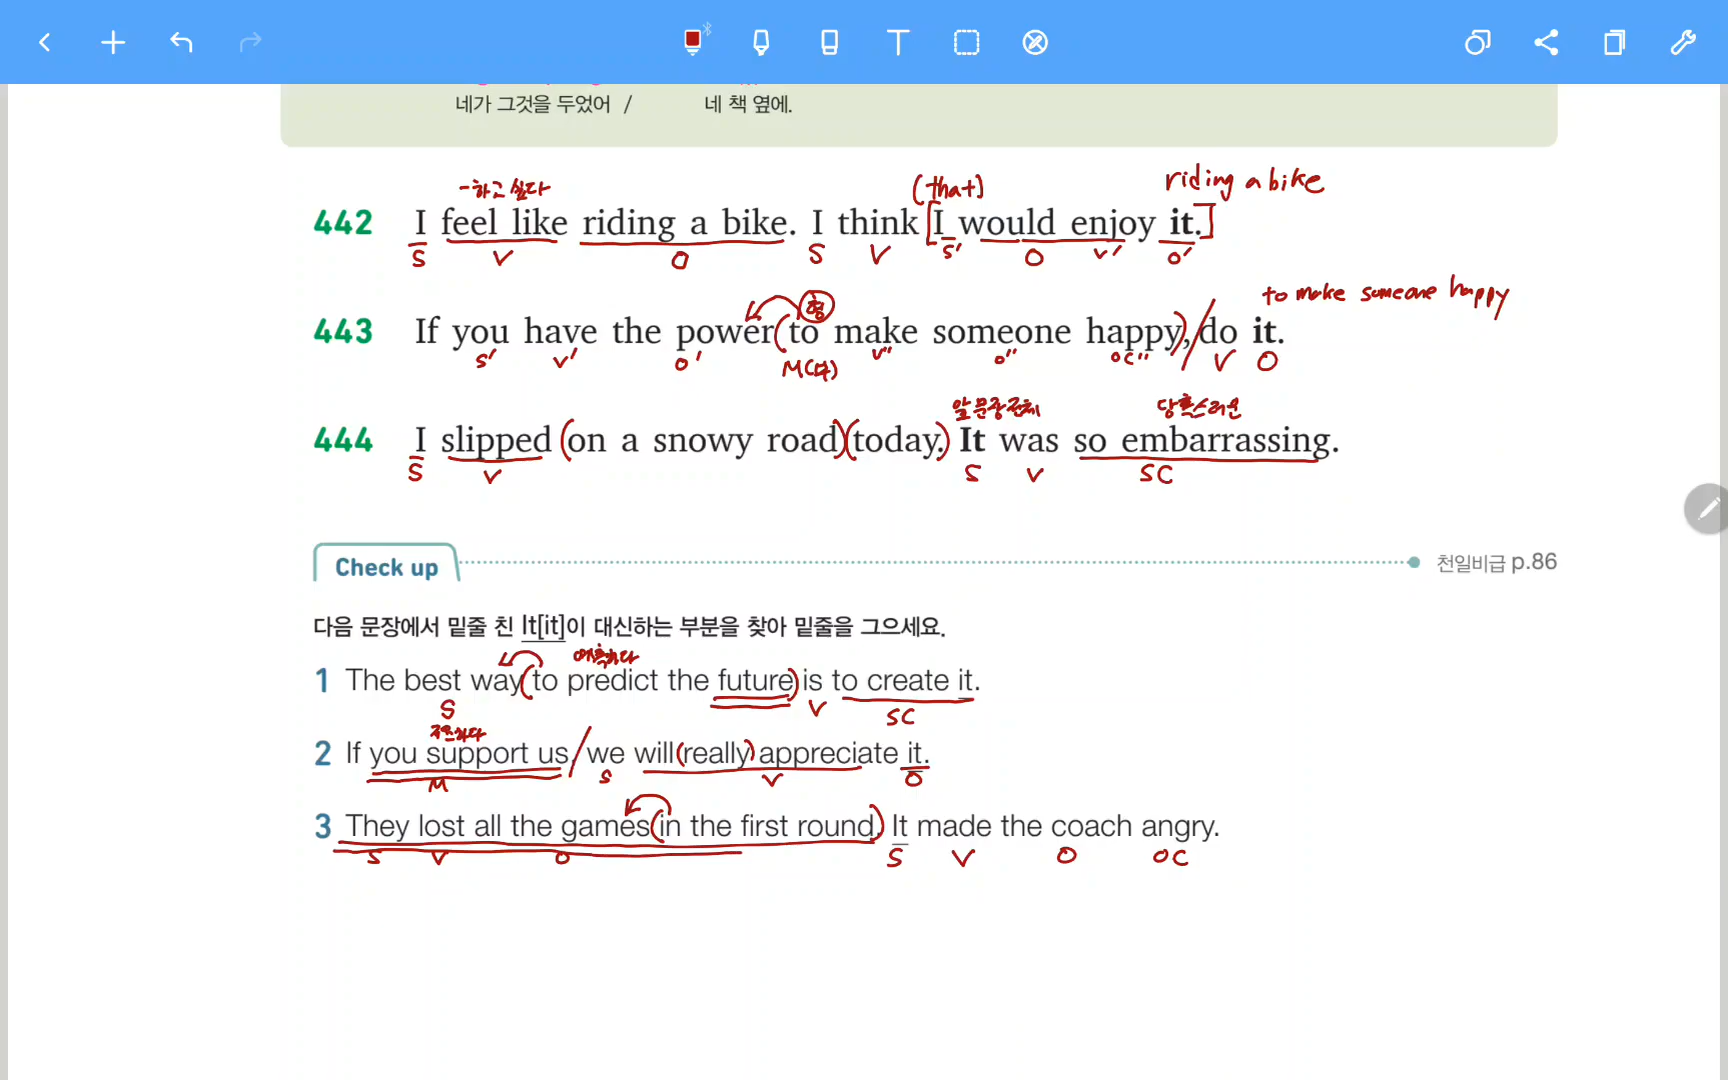 네가 그것을 두었어 / 네 책 옆에.
-하고 싶다 (that) riding a bike
442 I feel like riding a bike. I think [I would enjoy it.]
S V O S V S' O V' O'
형 to make someone happy
443 If you have the power (to make someone happy), / do it.
S' V' O' M(부) V'' O'' OC'' V O
앞 문장 전체 당혹스러운
444 I slipped (on a snowy road) (today.) It was so embarrassing.
S V S V SC
Check up 천일비급 p.86
다음 문장에서 밑줄 친 It[it]이 대신하는 부분을 찾아 밑줄을 그으세요.
예측하다
1 The best way (to predict the future) is to create it.
S V SC
지원하다
2 If you support us, / we will (really) appreciate it.
M S V O
3 They lost all the games (in the first round.) It made the coach angry.
S V O S V O OC